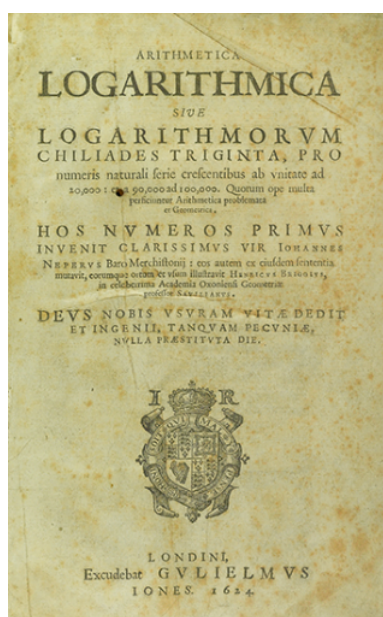 ARITHMETICA
LOGARITHMICA
SIVE
LOGARITHMORVM
CHILIADES TRIGINTA, PRO
numeris naturali serie crescentibus ab vnitate ad
20,000: et a 90,000 ad 100,000. Quorum ope multa
perficiuntur Arithmetica problemata
et Geometrica.
HOS NVMEROS PRIMVS
INVENIT CLARISSIMVS VIR IOHANNES
NEPERVS Baro Merchistonij: eos autem ex eiusdem sententia
mutavit, eorumque ortum et vsum illustravit HENRICVS BRIGGIVS,
in celeberrima Academia Oxoniensi Geometriæ
professor SAVILIANVS.
DEVS NOBIS VSVRAM VITÆ DEDIT
ET INGENII, TANQVAM PECVNIÆ,
NVLLA PRÆSTITVTA DIE.
I R
LONDINI,
Excudebat GVLIELMVS
IONES. 1624.